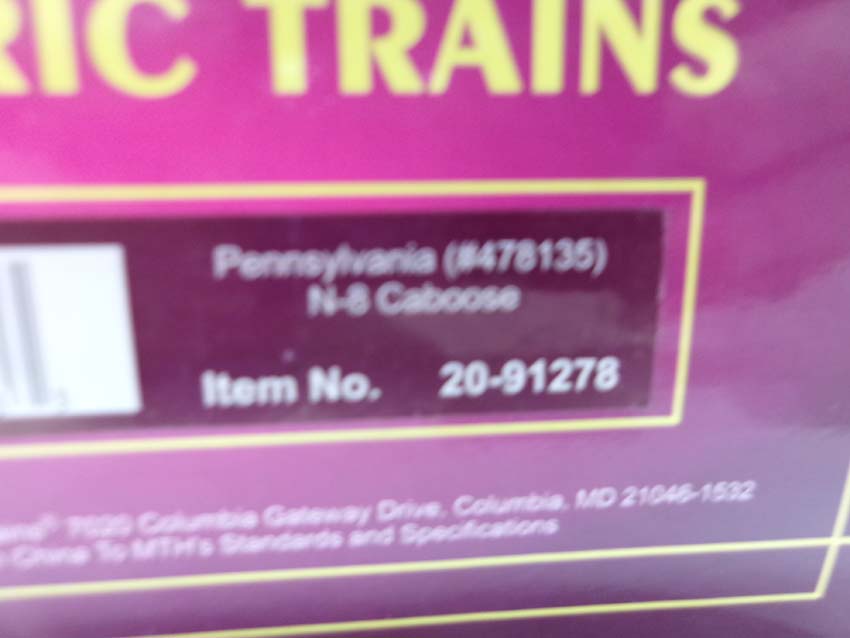 RIC TRAINS
Pennsylvania (#478135)
N-8 Caboose
Item No. 20-91278
7020 Columbia Gateway Drive, Columbia, MD 21046-1532
China To MTH's Standards and Specifications